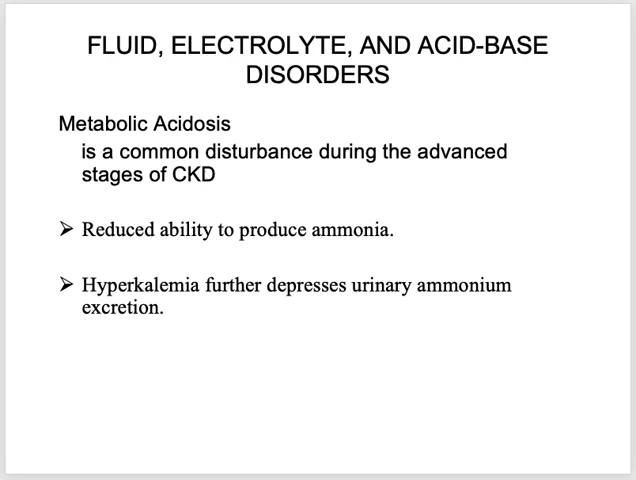 FLUID, ELECTROLYTE, AND ACID-BASE
DISORDERS
Metabolic Acidosis
is a common disturbance during the advanced
stages of CKD
➢ Reduced ability to produce ammonia.
➢ Hyperkalemia further depresses urinary ammonium
excretion.